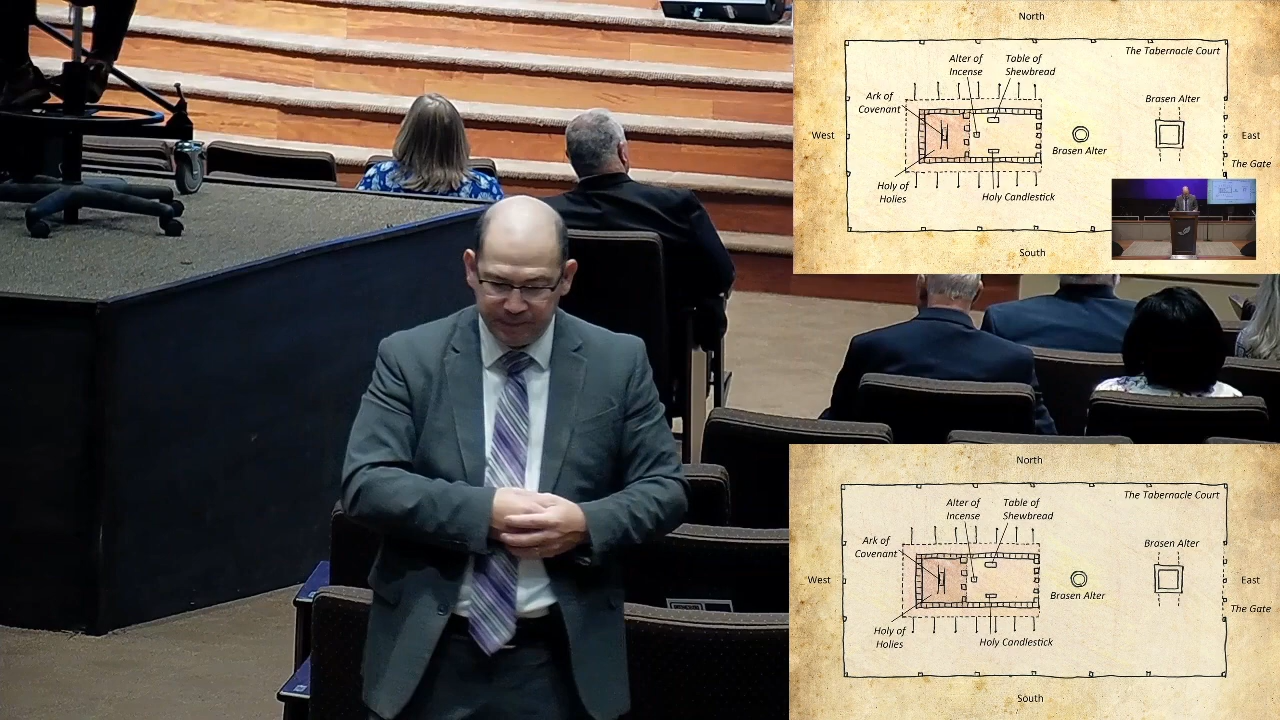 North
The Tabernacle Court
Alter of
Incense
Table of
Shewbread
Ark of
Covenant
Brasen Alter
West
Brasen Alter
East
The Gate
Holy of
Holies
Holy Candlestick
South
North
The Tabernacle Court
Alter of
Incense
Table of
Shewbread
Ark of
Covenant
Brasen Alter
West
Brasen Alter
East
The Gate
Holy of
Holies
Holy Candlestick
South